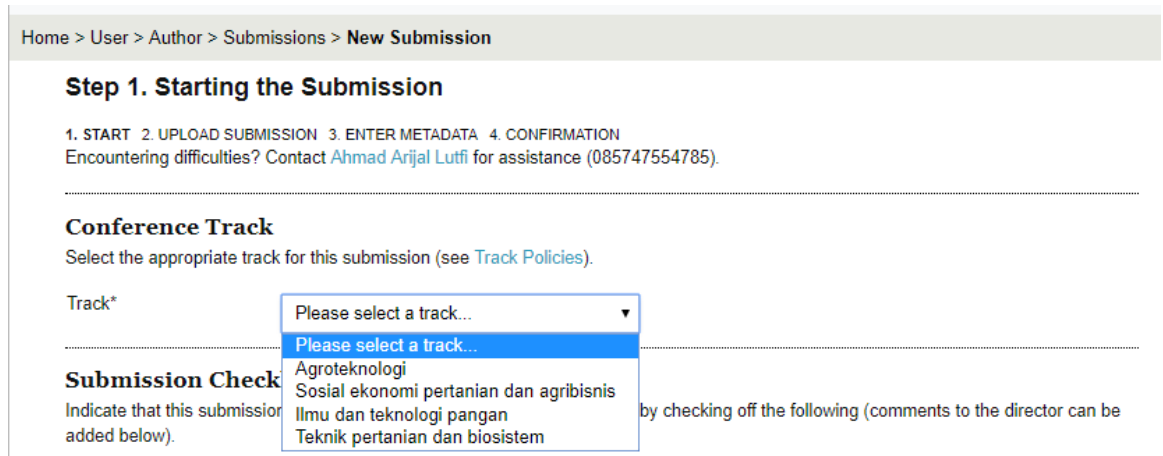 Home > User > Author > Submissions > New Submission
Step 1. Starting the Submission
1. START 2. UPLOAD SUBMISSION 3. ENTER METADATA 4. CONFIRMATION
Encountering difficulties? Contact Ahmad Arijal Lutfi for assistance (085747554785).
Conference Track
Select the appropriate track for this submission (see Track Policies).
Track*
Please select a track...
Please select a track...
Agroteknologi
Sosial ekonomi pertanian dan agribisnis
Ilmu dan teknologi pangan
Teknik pertanian dan biosistem
Submission Check
Indicate that this submission by checking off the following (comments to the director can be
added below).